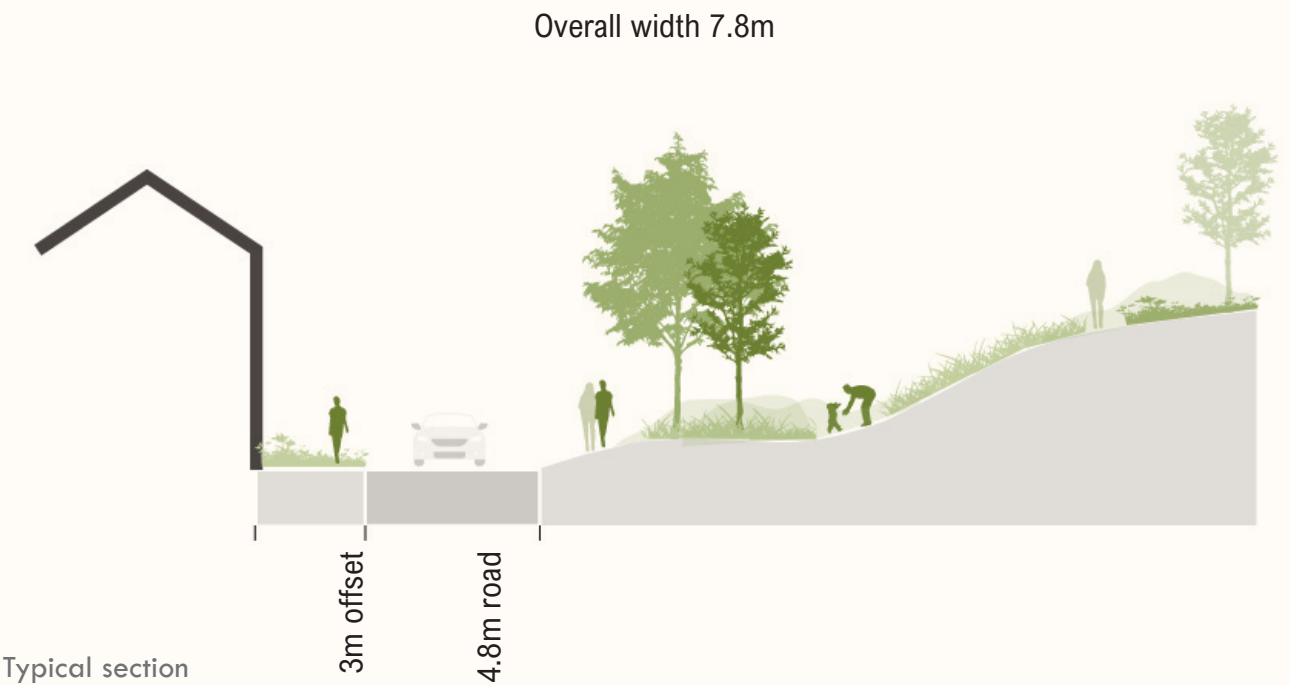 Overall width 7.8m
3m offset
4.8m road
Typical section